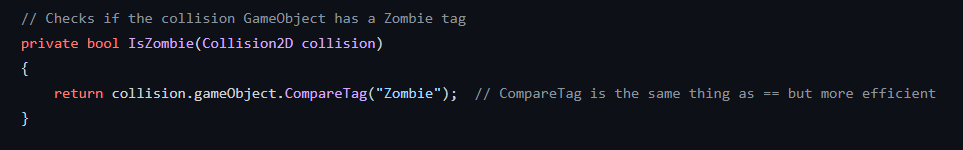 // Checks if the collision GameObject has a Zombie tag
private bool IsZombie(Collision2D collision)
{
    return collision.gameObject.CompareTag("Zombie");  // CompareTag is the same thing as == but more efficient
}